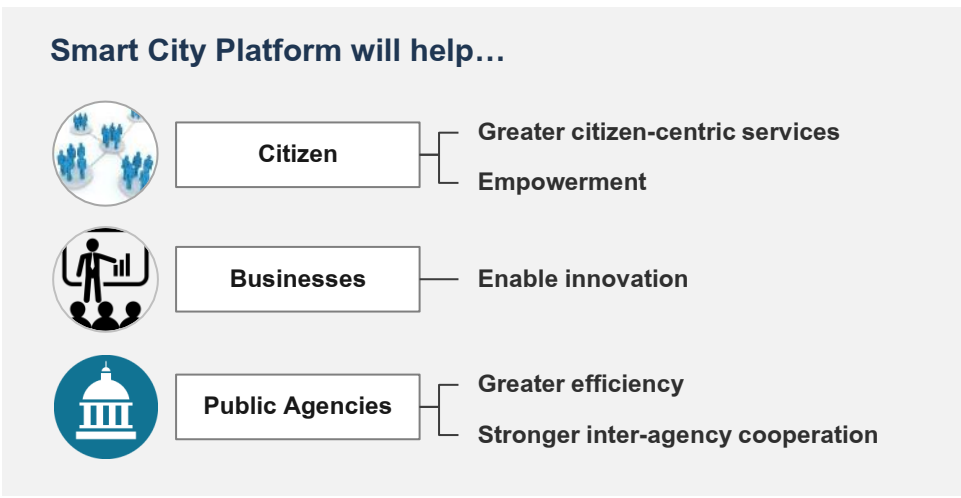 Smart City Platform will help…
Citizen
Greater citizen-centric services
Empowerment
Businesses
Enable innovation
Public Agencies
Greater efficiency
Stronger inter-agency cooperation